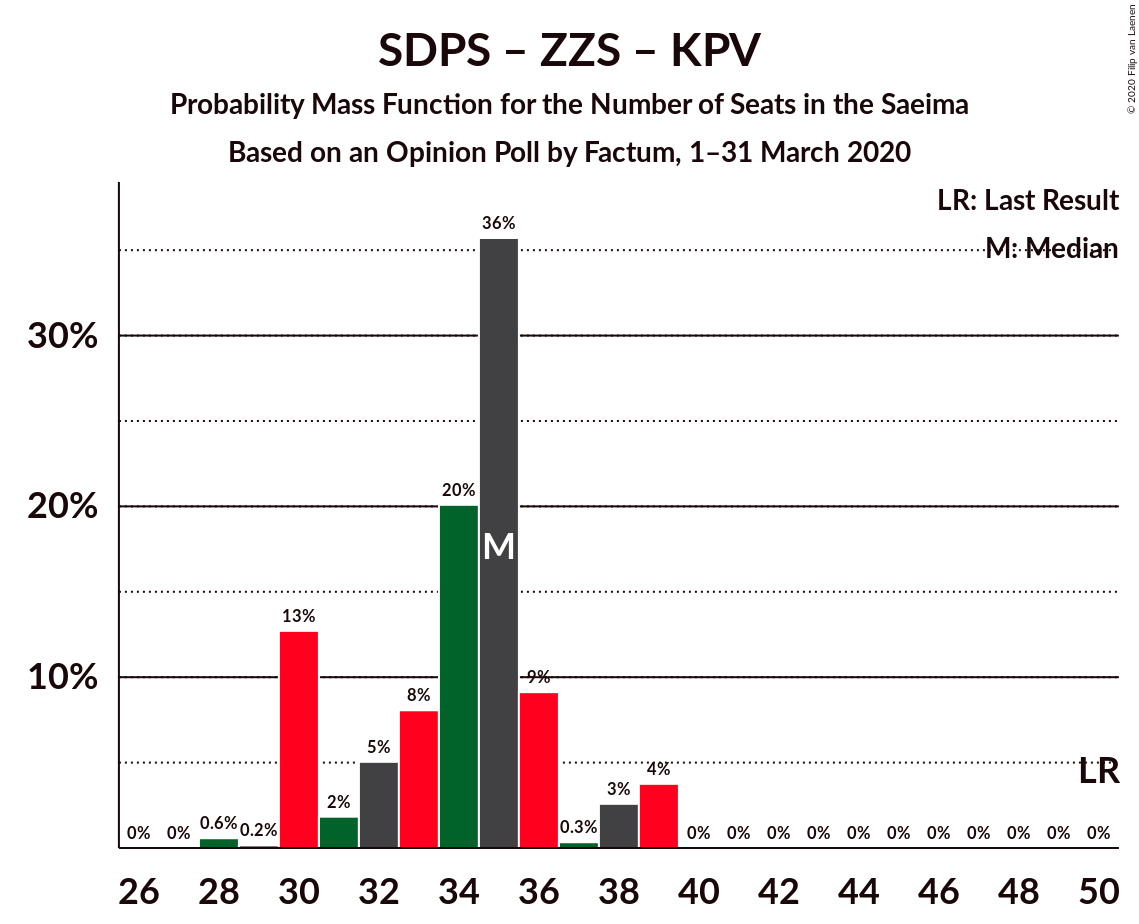 SDPS – ZZS – KPV
Probability Mass Function for the Number of Seats in the Saeima
Based on an Opinion Poll by Factum, 1–31 March 2020
© 2020 Filip van Laenen
LR: Last Result
M: Median
36%
30%
20%
20%
M
13%
10%
9%
8%
5%
4%
LR
3%
2%
0% 0% 0.6% 0.2% 0.3% 0% 0% 0% 0% 0% 0% 0% 0% 0% 0% 0%
26 28 30 32 34 36 38 40 42 44 46 48 50